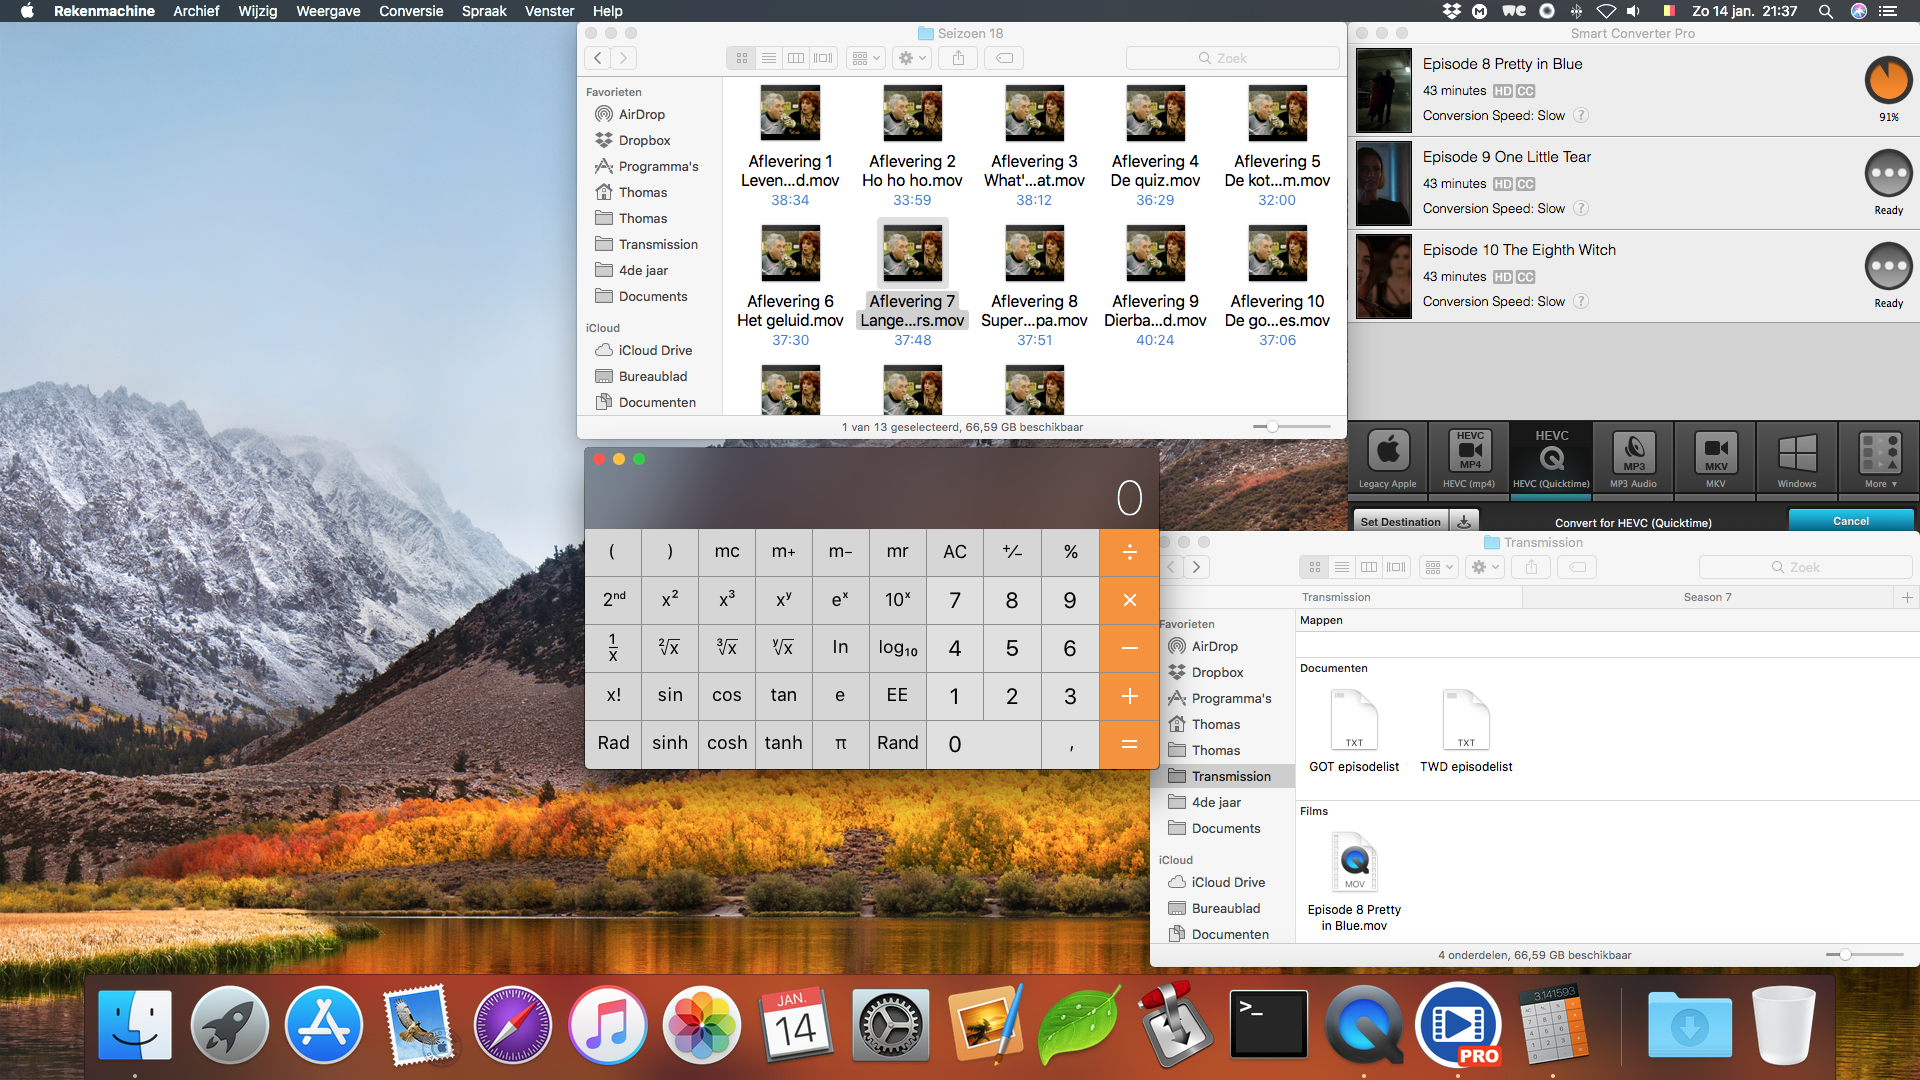 Rekenmachine Archief Wijzig Weergave Conversie Spraak Venster Help
Zo 14 jan. 21:37
Seizoen 18
Zoek
Favorieten
AirDrop
Dropbox
Programma's
Thomas
Thomas
Transmission
4de jaar
Documents
iCloud
iCloud Drive
Bureaublad
Documenten
Aflevering 1
Leven...d.mov
38:34
Aflevering 2
Ho ho ho.mov
33:59
Aflevering 3
What'...at.mov
38:12
Aflevering 4
De quiz.mov
36:29
Aflevering 5
De kot...m.mov
32:00
Aflevering 6
Het geluid.mov
37:30
Aflevering 7
Lange...rs.mov
37:48
Aflevering 8
Super...pa.mov
37:51
Aflevering 9
Dierba...d.mov
40:24
Aflevering 10
De go...es.mov
37:06
1 van 13 geselecteerd, 66,59 GB beschikbaar
Smart Converter Pro
Episode 8 Pretty in Blue
43 minutes HD CC
Conversion Speed: Slow ?
91%
Episode 9 One Little Tear
43 minutes HD CC
Conversion Speed: Slow ?
Ready
Episode 10 The Eighth Witch
43 minutes HD CC
Conversion Speed: Slow ?
Ready
Legacy Apple
HEVC
MP4
HEVC (mp4)
HEVC
HEVC (Quicktime)
MP3
MP3 Audio
MKV
MKV
Windows
More ▼
Set Destination
Convert for HEVC (Quicktime)
Cancel
0
( ) mc m+ m− mr AC +⁄− % ÷
2ⁿᵈ x² x³ xʸ eˣ 10ˣ 7 8 9 ×
1/x ²√x ³√x ʸ√x ln log₁₀ 4 5 6 −
x! sin cos tan e EE 1 2 3 +
Rad sinh cosh tanh π Rand 0 , =
Transmission
Zoek
Transmission
Season 7
+
Favorieten
AirDrop
Dropbox
Programma's
Thomas
Thomas
Transmission
4de jaar
Documents
iCloud
iCloud Drive
Bureaublad
Documenten
Mappen
Documenten
TXT
GOT episodelist
TXT
TWD episodelist
Films
MOV
Episode 8 Pretty
in Blue.mov
4 onderdelen, 66,59 GB beschikbaar
JAN.
14
>_
PRO
3.141593